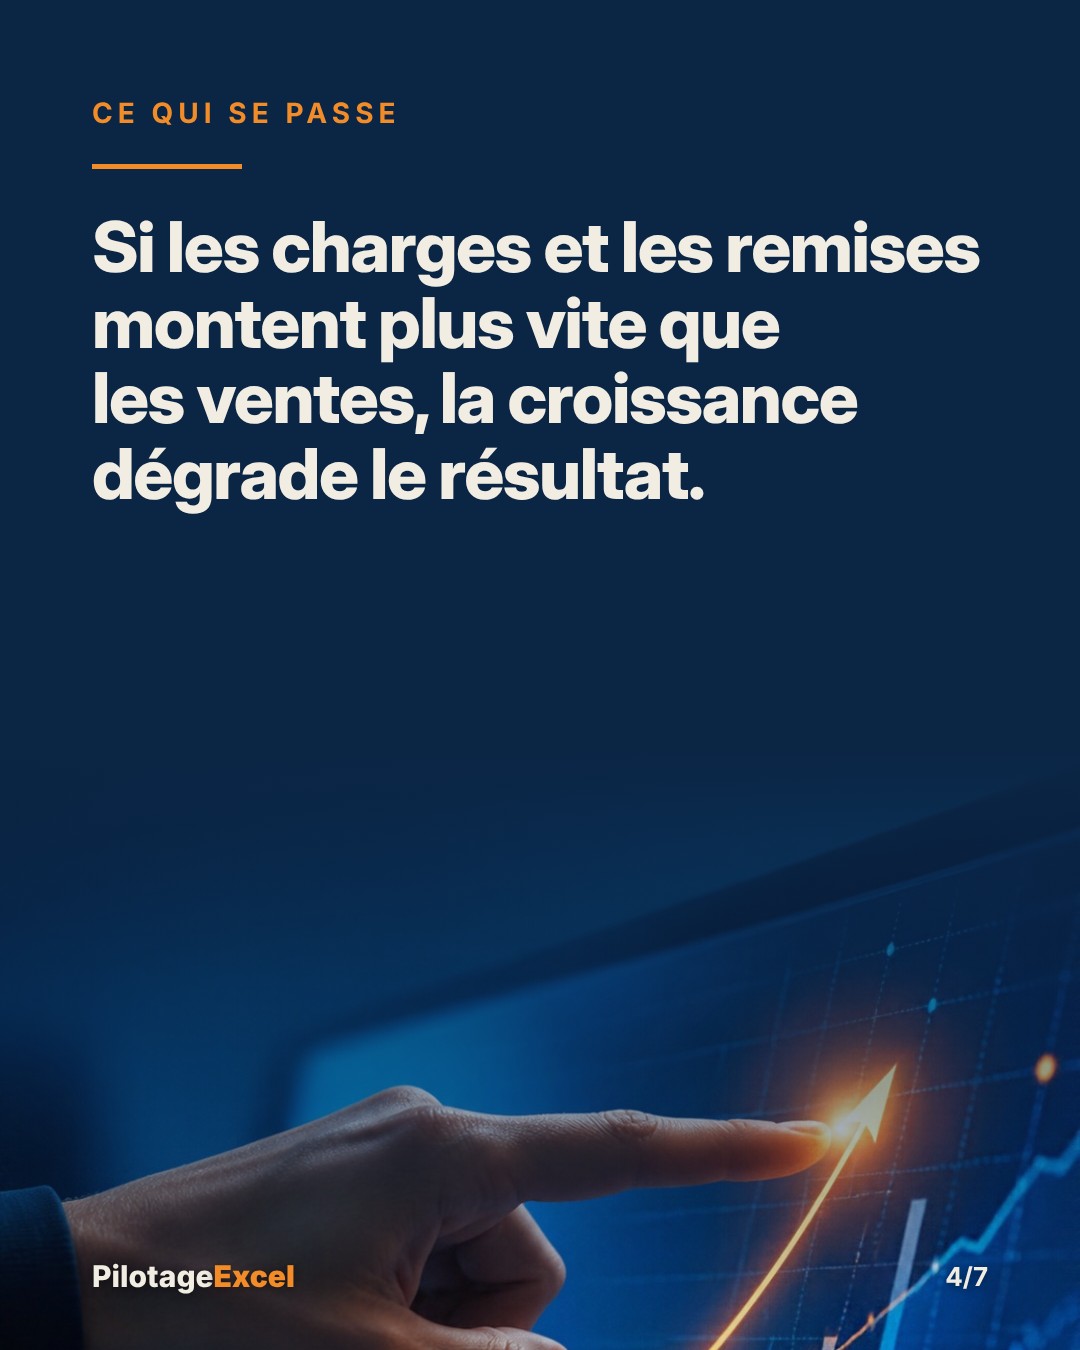 CE QUI SE PASSE
Si les charges et les remises
montent plus vite que
les ventes, la croissance
dégrade le résultat.
PilotageExcel
4/7